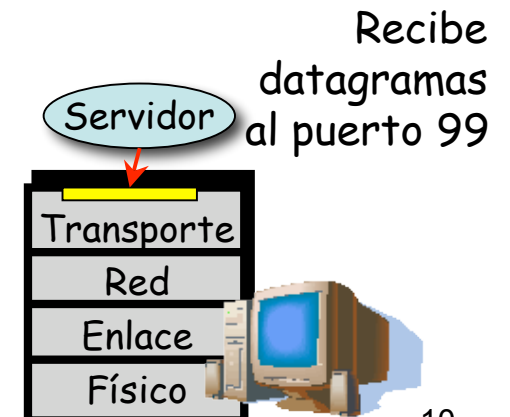 Recibe
datagramas
al puerto 99
Servidor
Transporte
Red
Enlace
Físico